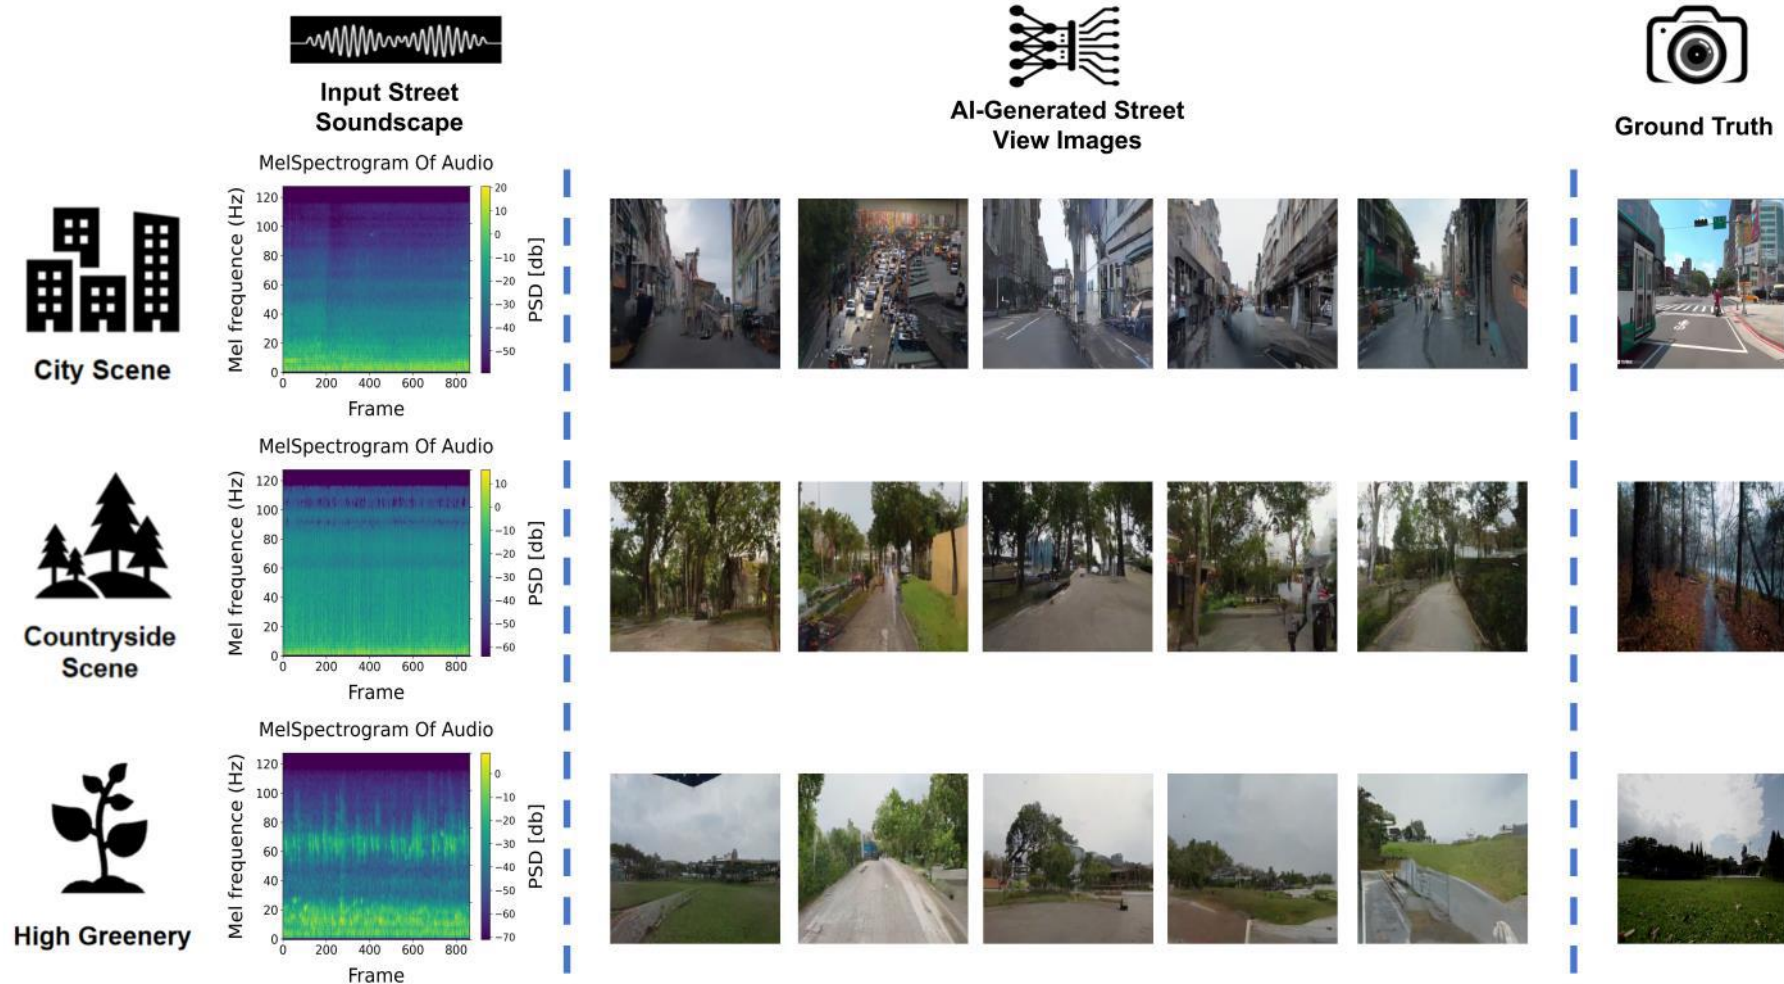 Input Street
Soundscape
AI-Generated Street
View Images
Ground Truth
MelSpectrogram Of Audio
Mel frequency (Hz)
120
100
80
60
40
20
0
0 200 400 600 800
Frame
20
10
0
−10
−20
−30
−40
−50
PSD [db]
City Scene
MelSpectrogram Of Audio
Mel frequency (Hz)
120
100
80
60
40
20
0
0 200 400 600 800
Frame
10
0
−10
−20
−30
−40
−50
−60
PSD [db]
Countryside
Scene
MelSpectrogram Of Audio
Mel frequency (Hz)
120
100
80
60
40
20
0
0 200 400 600 800
Frame
0
−10
−20
−30
−40
−50
−60
−70
PSD [db]
High Greenery